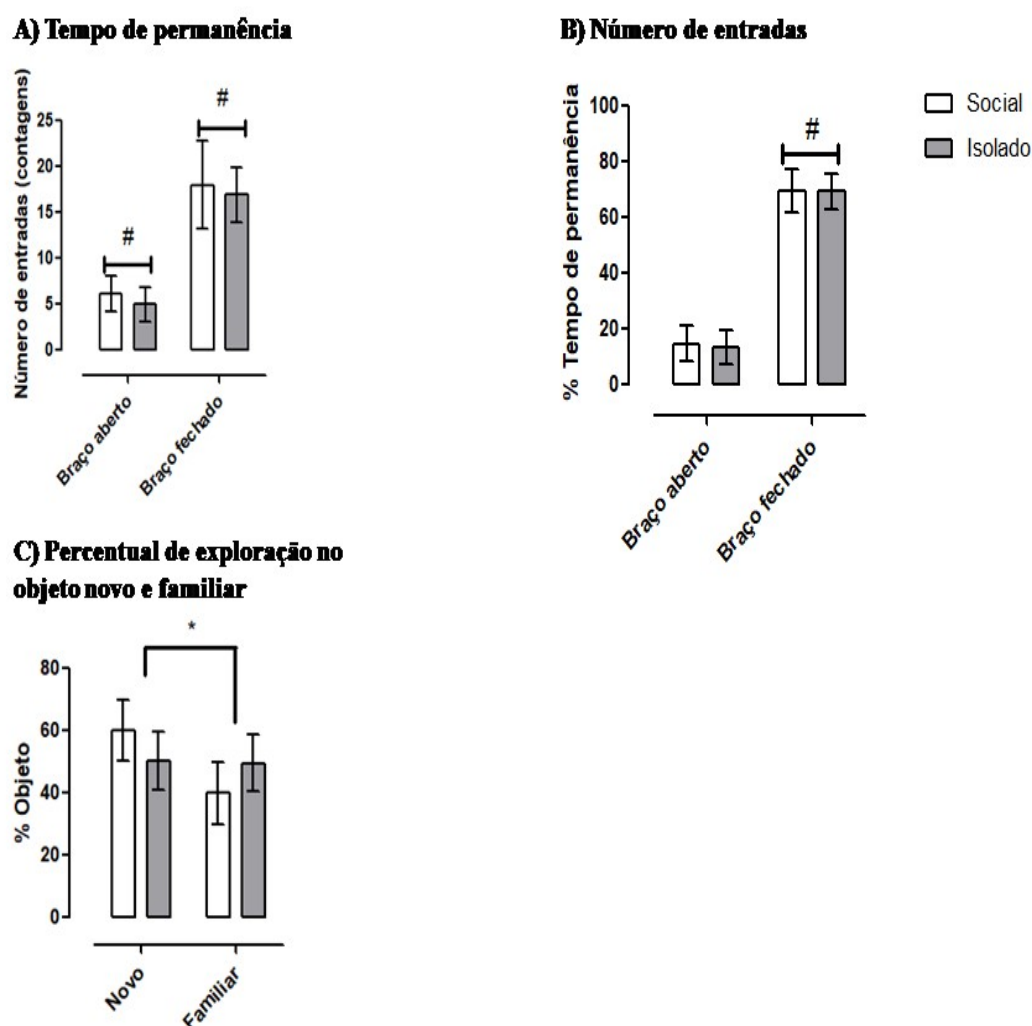 A) Tempo de permanência
Número de entradas (contagens)
25
20
15
10
5
0
#
#
Braço aberto
Braço fechado
B) Número de entradas
% Tempo de permanência
100
80
60
40
20
0
#
Braço aberto
Braço fechado
Social
Isolado
C) Percentual de exploração no
objeto novo e familiar
% Objeto
80
60
40
20
0
*
Novo
Familiar